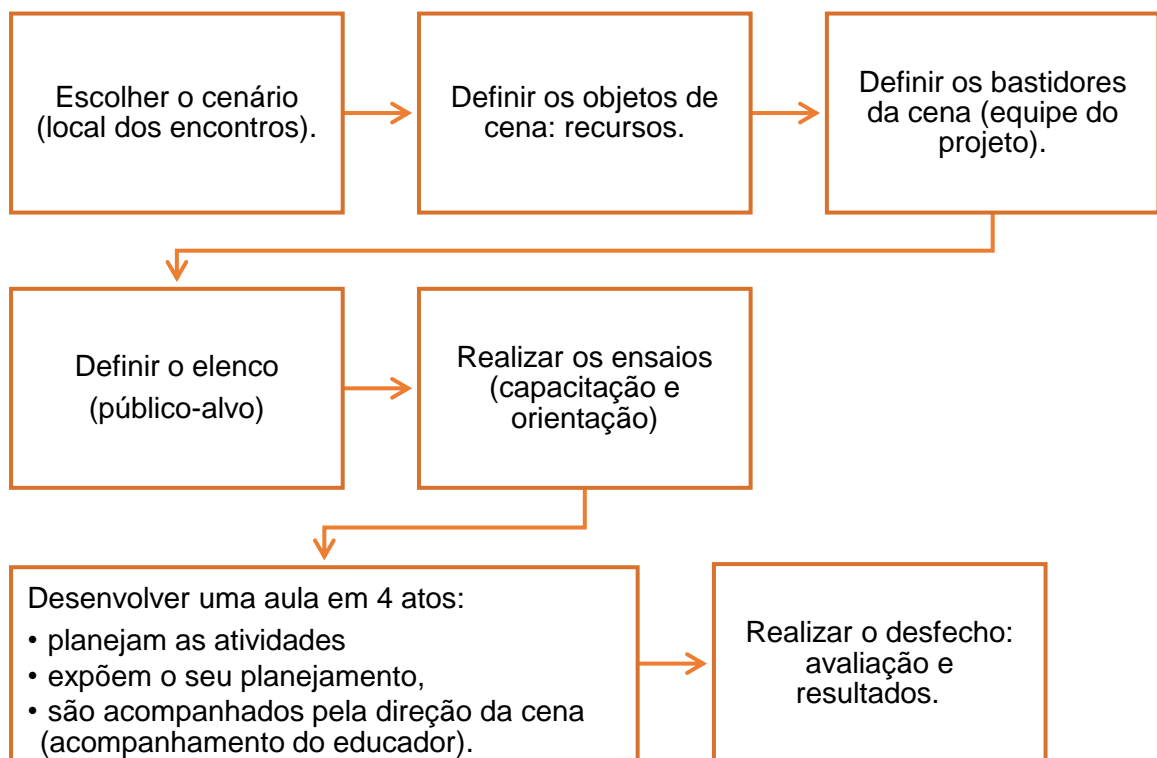 Escolher o cenário
(local dos encontros).
Definir os objetos de
cena: recursos.
Definir os bastidores
da cena (equipe do
projeto).
Definir o elenco
(público-alvo)
Realizar os ensaios
(capacitação e
orientação)
Desenvolver uma aula em 4 atos:
• planejam as atividades
• expõem o seu planejamento,
• são acompanhados pela direção da cena
(acompanhamento do educador).
Realizar o desfecho:
avaliação e
resultados.